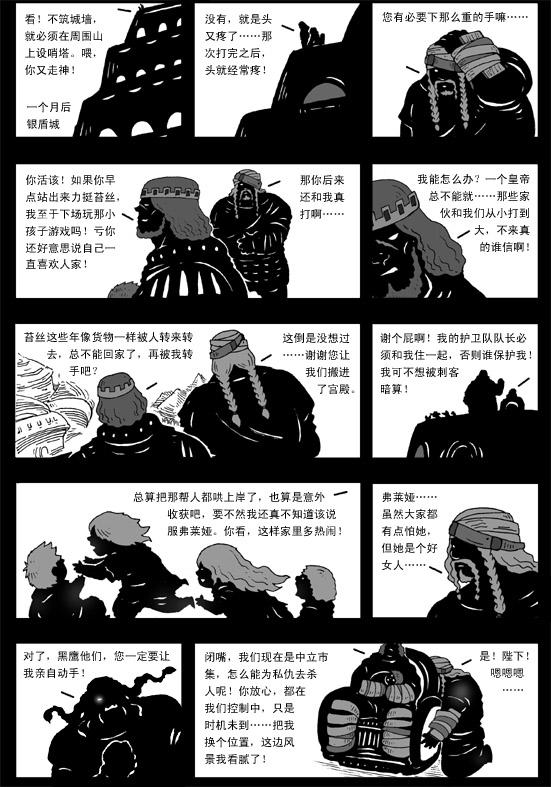 看！不筑城墙，
就必须在周围山
上设哨塔。喂，
你又走神！
一个月后
银盾城
没有，就是头
又疼了……那
次打完之后，
头就经常疼！
您有必要下那么重的手嘛……
你活该！如果你早
点站出来力挺苔丝，
我至于下场玩那小
孩子游戏吗！亏你
还好意思说自己一
直喜欢人家！
那你后来
还和我真
打啊……
我能怎么办？一个皇帝
总不能就……那些家
伙和我们从小打到
大，不来真
的谁信啊！
苔丝这些年像货物一样被人转来转
去，总不能回家了，再被我转
手吧？
这倒是没想过
……谢谢您让
我们搬进
了宫殿。
谢个屁啊！我的护卫队队长必
须和我住一起，否则谁保护我！
我可不想被刺客
暗算！
总算把那帮人都哄上岸了，也算是意外
收获吧，要不然我还真不知道该说
服弗莱娅。你看，这样家里多热闹！
弗莱娅……
虽然大家都
有点怕她，
但她是个好
女人……
对了，黑鹰他们，您一定要让
我亲自动手！
闭嘴，我们现在是中立市
集，怎么能为私仇去杀
人呢！你放心，都在
我们控制中，只是
时机未到……把我
换个位置，这边风
景我看腻了！
是！陛下！
嗯嗯嗯
……